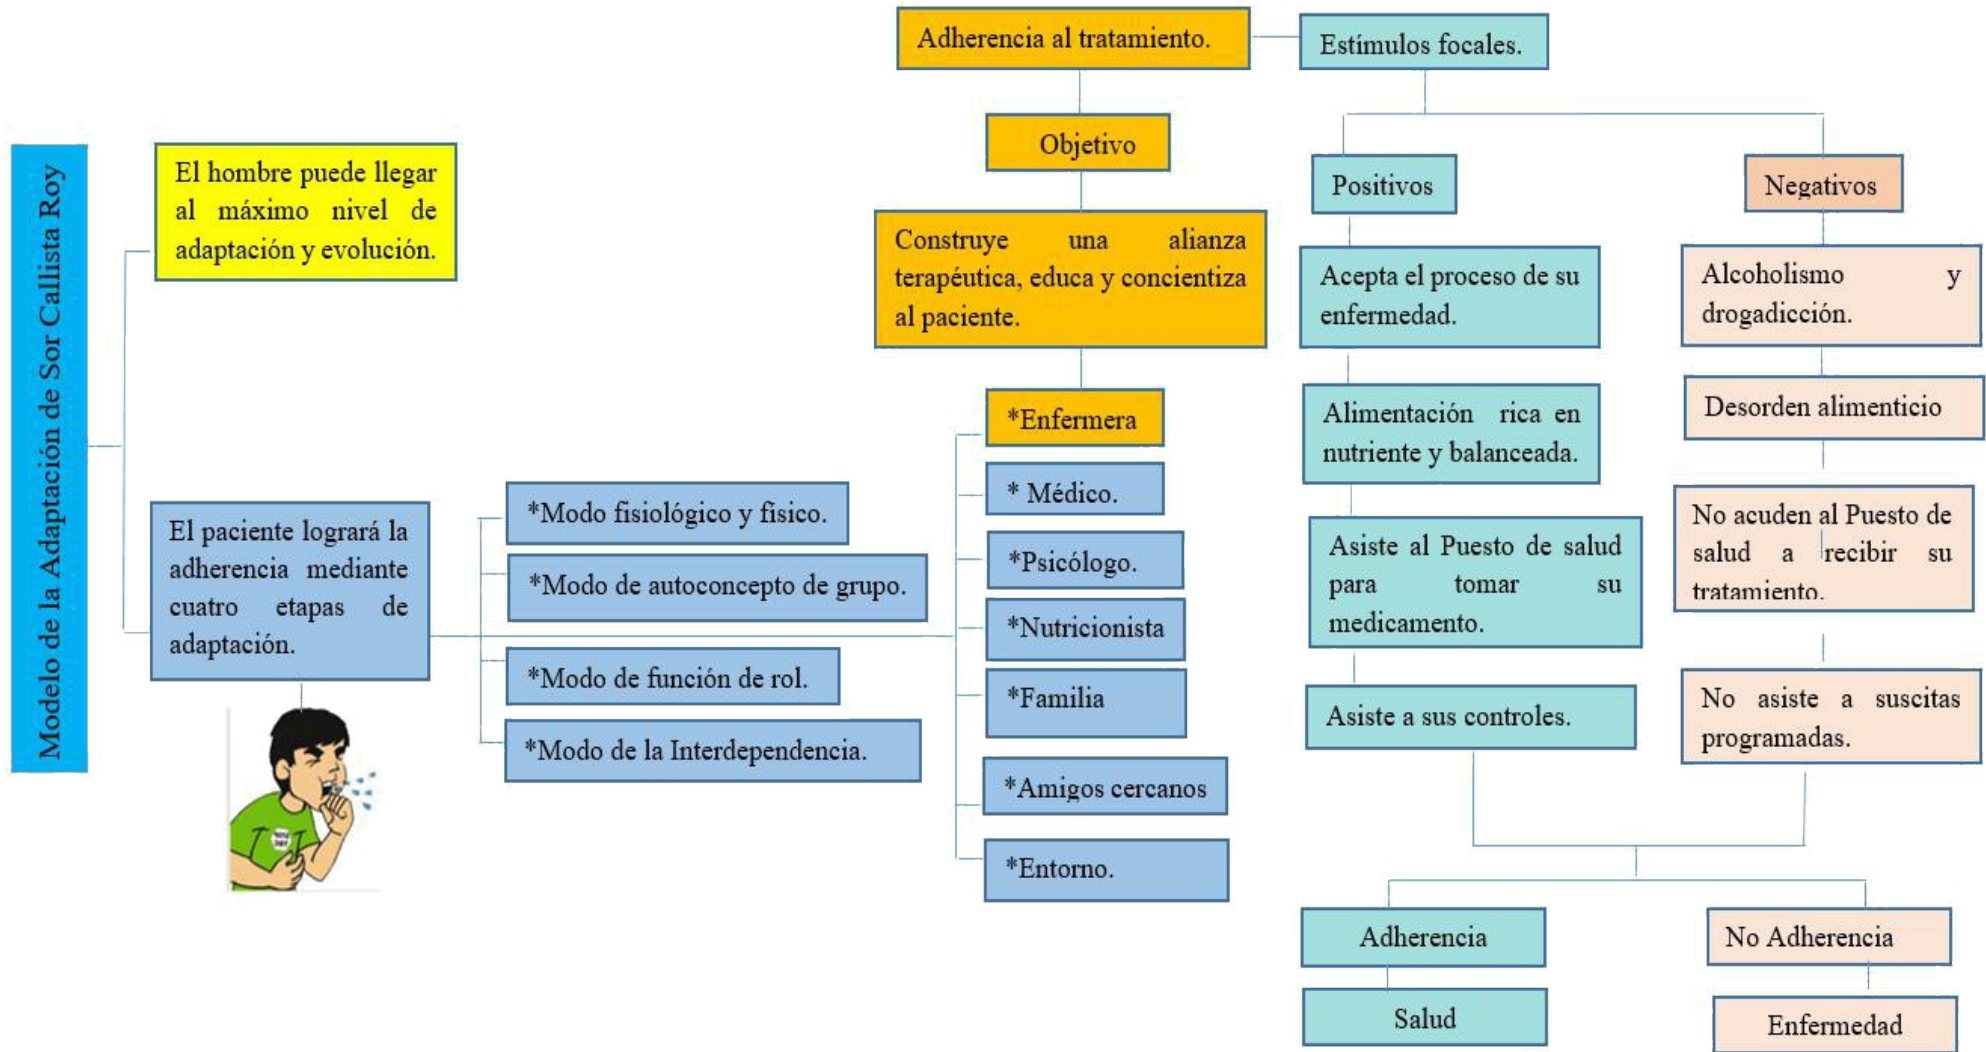 Modelo de la Adaptación de Sor Callista Roy
El hombre puede llegar
al máximo nivel de
adaptación y evolución.
El paciente logrará la
adherencia mediante
cuatro etapas de
adaptación.
*Modo fisiológico y físico.
*Modo de autoconcepto de grupo.
*Modo de función de rol.
*Modo de la Interdependencia.
Adherencia al tratamiento.
Objetivo
Construye una alianza
terapéutica, educa y concientiza
al paciente.
*Enfermera
* Médico.
*Psicólogo.
*Nutricionista
*Familia
*Amigos cercanos
*Entorno.
Estímulos focales.
Positivos
Acepta el proceso de su
enfermedad.
Alimentación rica en
nutriente y balanceada.
Asiste al Puesto de salud
para tomar su
medicamento.
Asiste a sus controles.
Negativos
Alcoholismo y
drogadicción.
Desorden alimenticio
No acuden al Puesto de
salud a recibir su
tratamiento.
No asiste a suscitas
programadas.
Adherencia
Salud
No Adherencia
Enfermedad